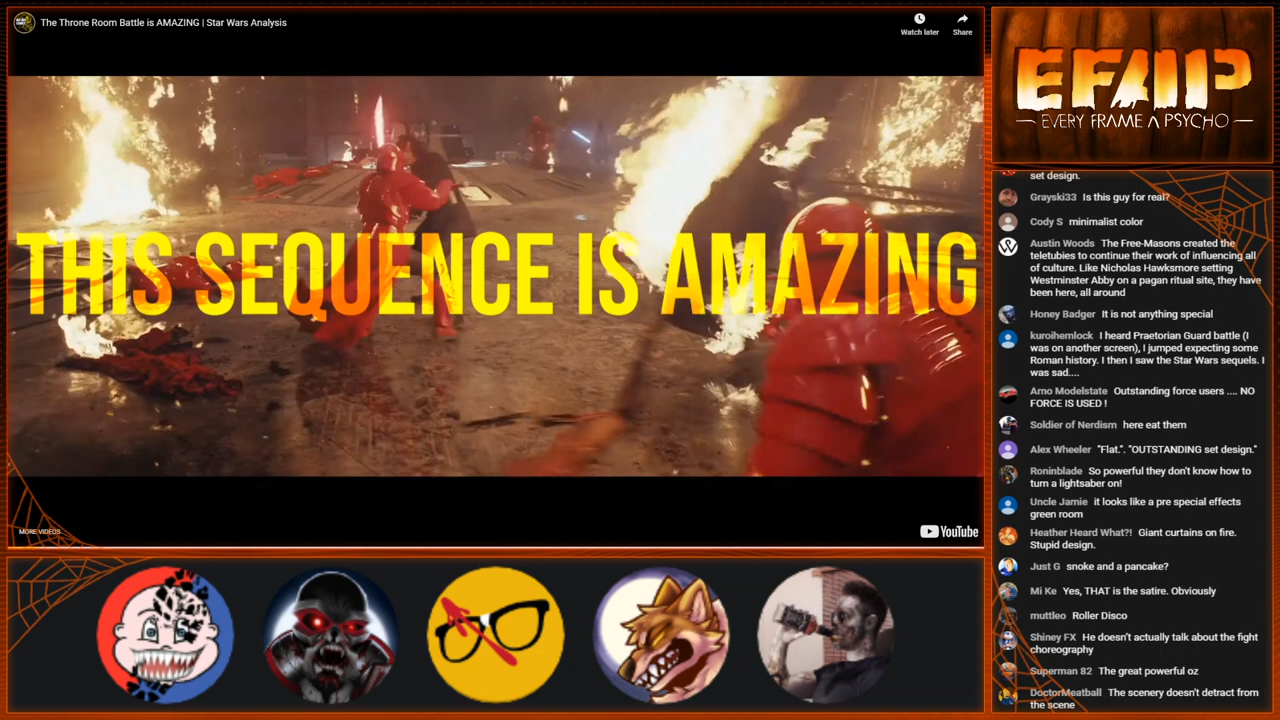 The Throne Room Battle is AMAZING | Star Wars Analysis
Watch later
Share
THIS SEQUENCE IS AMAZING
MORE VIDEOS
YouTube
EFAP
EVERY FRAME A PSYCHO
set design.
Grayski33 Is this guy for real?
Cody S minimalist color
Austin Woods The Free-Masons created the
teletubies to continue their work of influencing all
of culture. Like Nicholas Hawksmore setting
Westminster Abby on a pagan ritual site, they have
been here, all around
Honey Badger It is not anything special
kuroihemlock I heard Praetorian Guard battle (I
was on another screen), I jumped expecting some
Roman history. I then I saw the Star Wars sequels. I
was sad....
Arno Modelstate Outstanding force users .... NO
FORCE IS USED !
Soldier of Nerdism here eat them
Alex Wheeler "Flat.". "OUTSTANDING set design."
Roninblade So powerful they don't know how to
turn a lightsaber on!
Uncle Jamie it looks like a pre special effects
green room
Heather Heard What?! Giant curtains on fire.
Stupid design.
Just G snoke and a pancake?
Mi Ke Yes, THAT is the satire. Obviously
muttleo Roller Disco
Shiney FX He doesn't actually talk about the fight
choreography
Superman 82 The great powerful oz
DoctorMeatball The scenery doesn't detract from
the scene